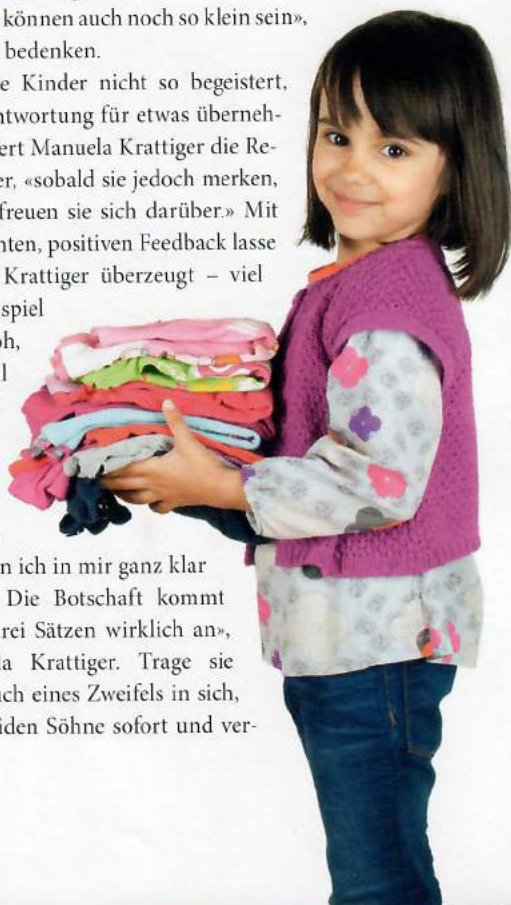 können auch noch so klein sein»,
bedenken.
e Kinder nicht so begeistert,
ntwortung für etwas überneh-
ert Manuela Krattiger die Re-
er, «sobald sie jedoch merken,
freuen sie sich darüber.» Mit
nten, positiven Feedback lasse
Krattiger überzeugt – viel
spiel
oh,
l
n ich in mir ganz klar
Die Botschaft kommt
rei Sätzen wirklich an»,
la Krattiger. Trage sie
uch eines Zweifels in sich,
iden Söhne sofort und ver-